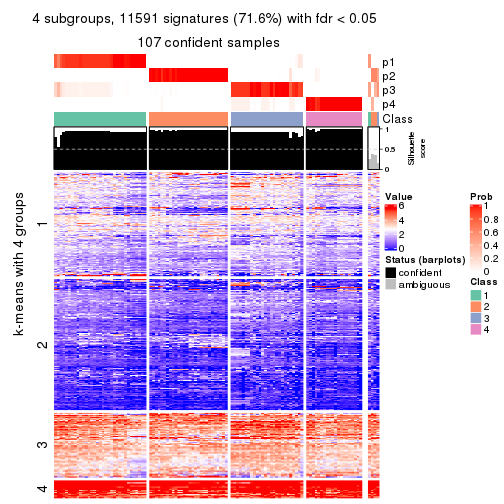 4 subgroups, 11591 signatures (71.6%) with fdr < 0.05
107 confident samples
p1
p2
p3
p4
Class
1
0.5
0
Silhouette
score
k-means with 4 groups
1
2
3
4
Value
6
4
2
0
Status (barplots)
confident
ambiguous
Prob
1
0.8
0.6
0.4
0.2
0
Class
1
2
3
4